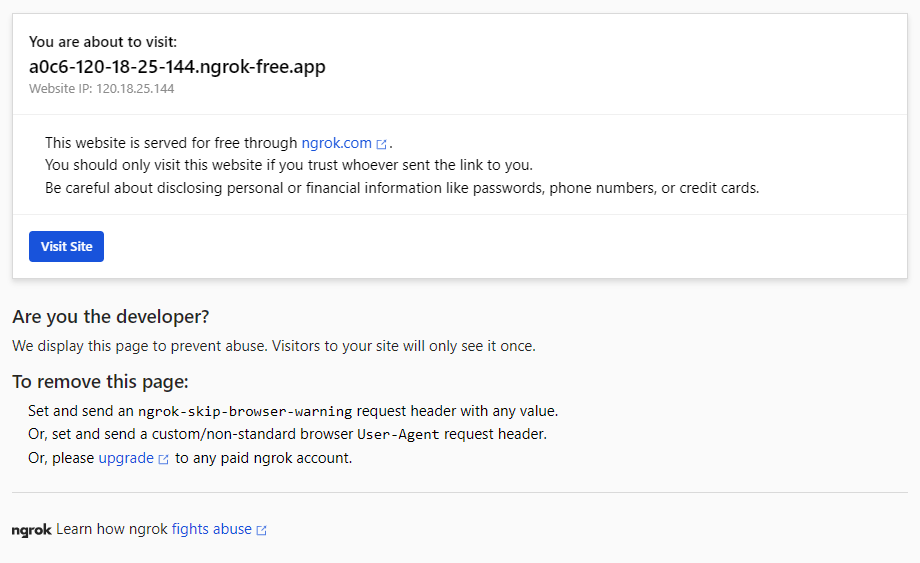 You are about to visit:
a0c6-120-18-25-144.ngrok-free.app
Website IP: 120.18.25.144
This website is served for free through ngrok.com.
You should only visit this website if you trust whoever sent the link to you.
Be careful about disclosing personal or financial information like passwords, phone numbers, or credit cards.
Visit Site
Are you the developer?
We display this page to prevent abuse. Visitors to your site will only see it once.
To remove this page:
Set and send an ngrok-skip-browser-warning request header with any value.
Or, set and send a custom/non-standard browser User-Agent request header.
Or, please upgrade to any paid ngrok account.
ngrok Learn how ngrok fights abuse